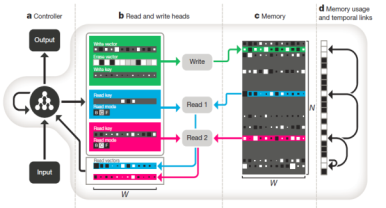 a Controller
b Read and write heads
c Memory
d Memory usage
and temporal links
Output
Input
Write vector
Erase vector
Write key
Write
Read key
Read mode
B C F
Read 1
Read key
Read mode
B C F
Read 2
Read vectors
W
N
W